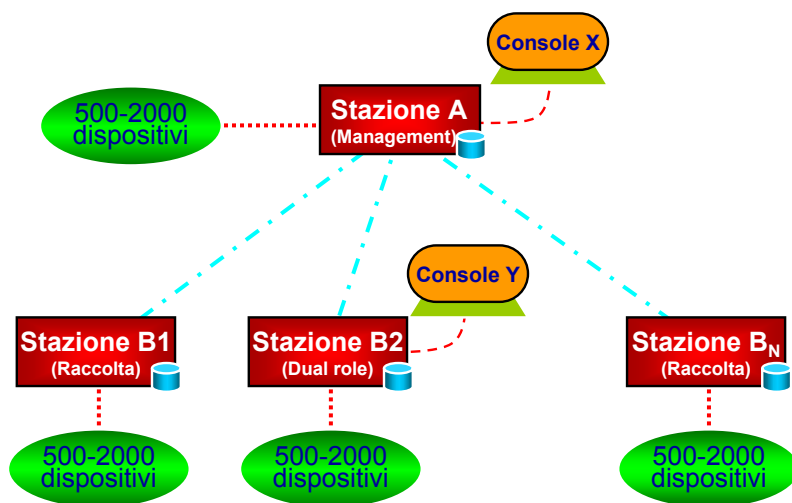 Console X
Stazione A
(Management)
500-2000
dispositivi
Console Y
Stazione B1
(Raccolta)
Stazione B2
(Dual role)
Stazione BN
(Raccolta)
500-2000
dispositivi
500-2000
dispositivi
500-2000
dispositivi